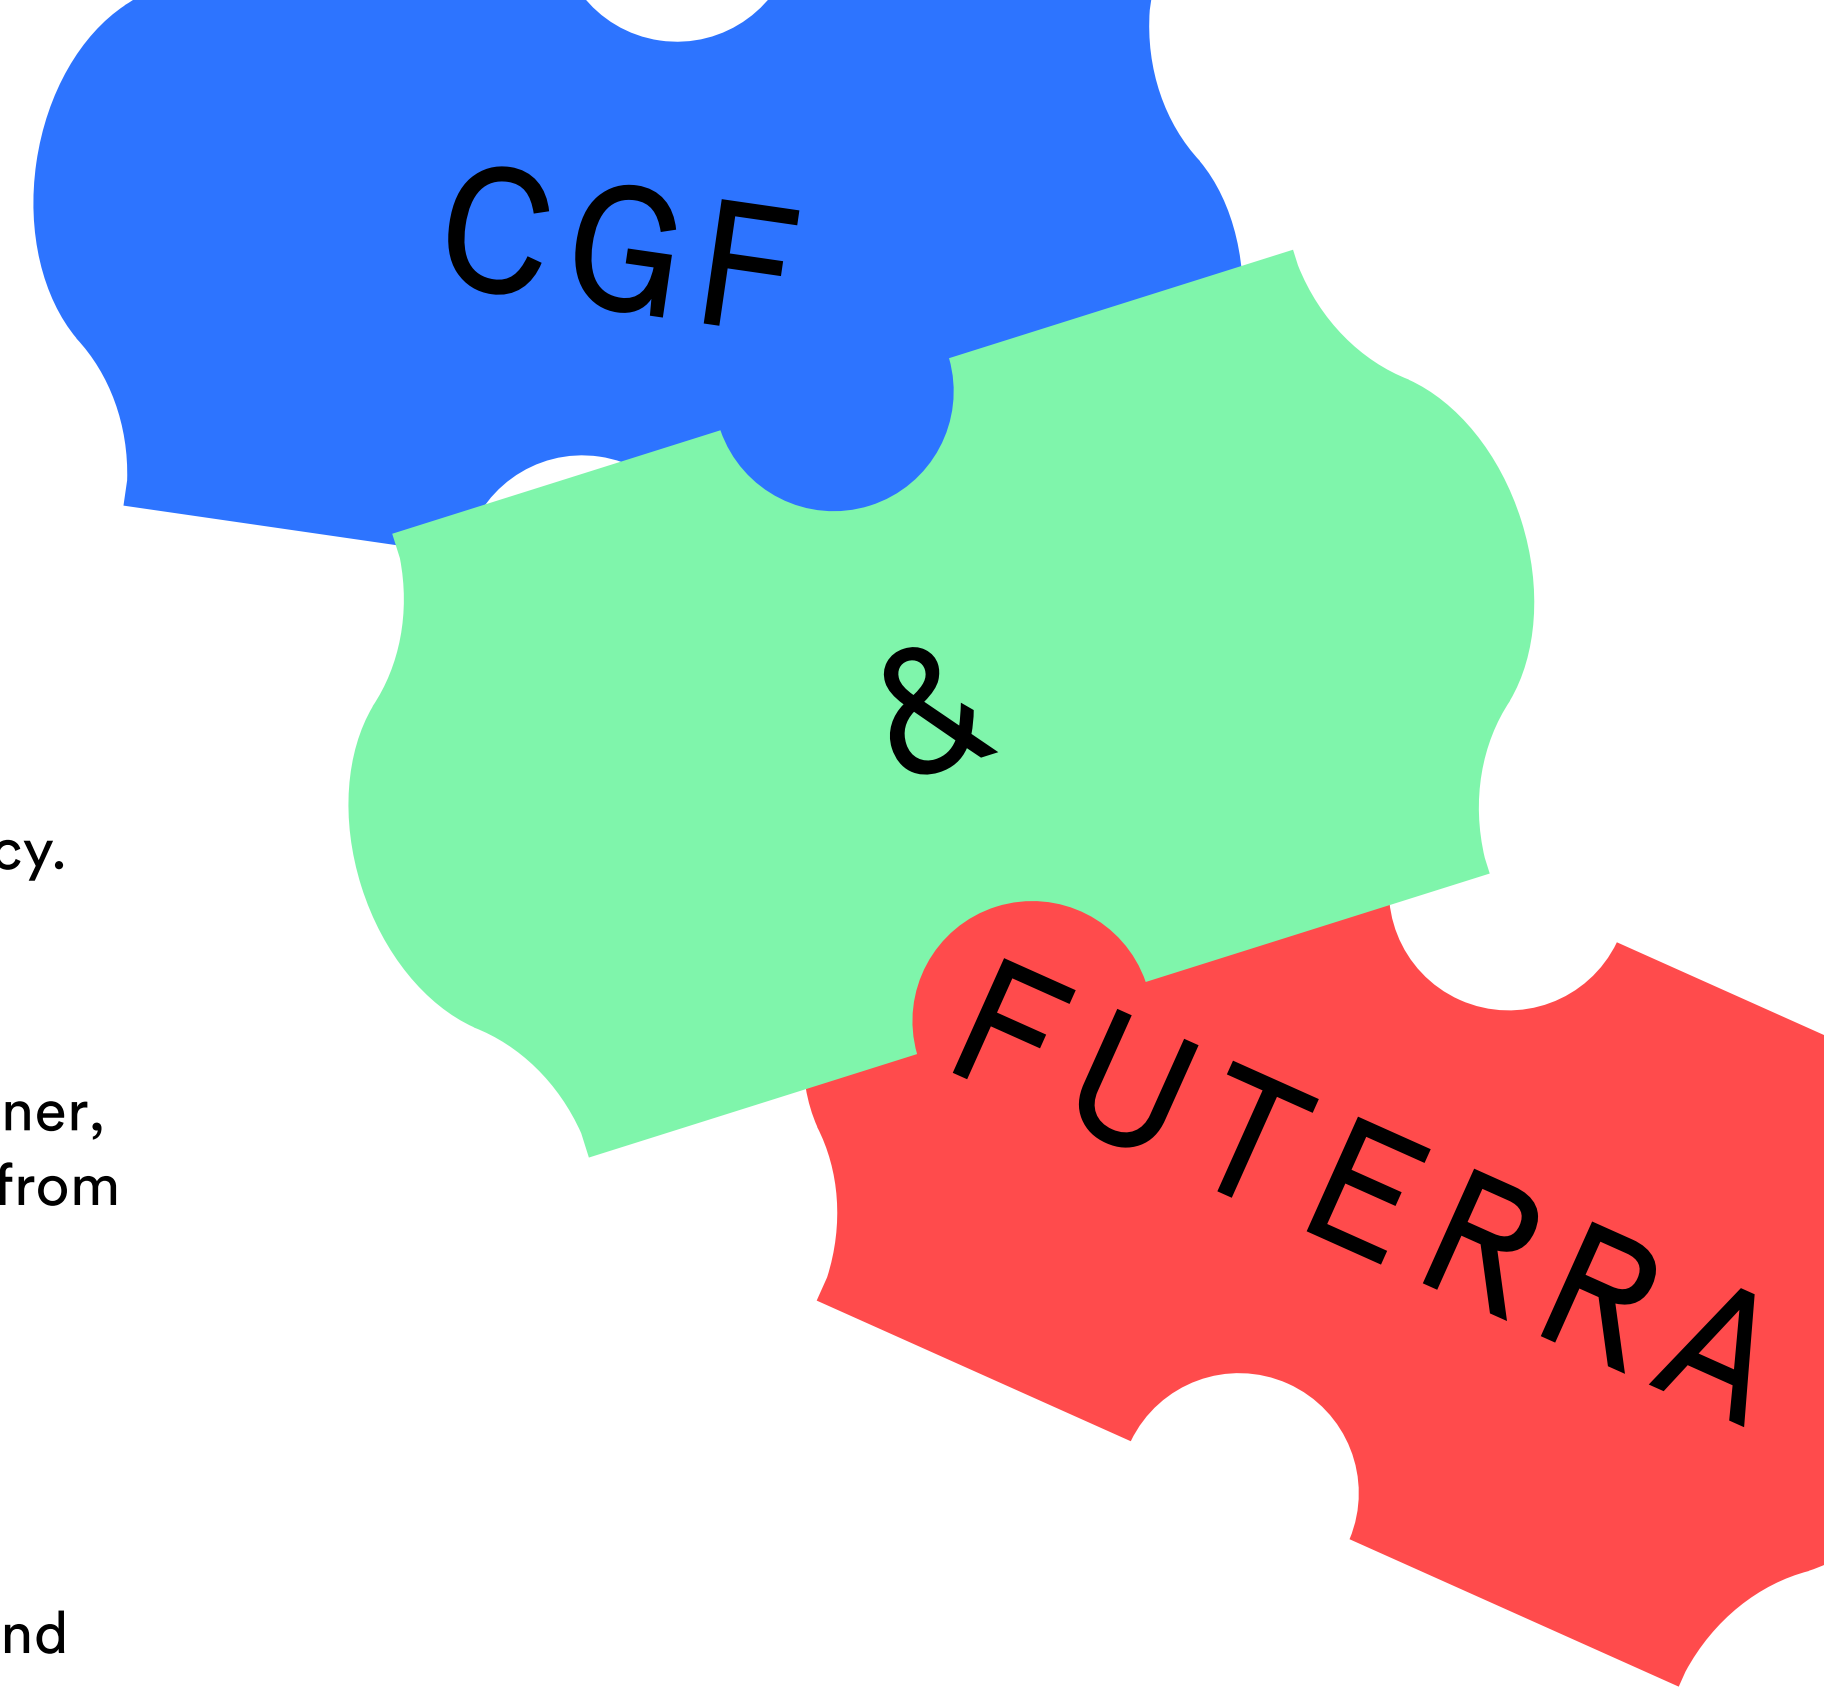 CGF
&
FUTERRA
cy.
ner,
from
nd